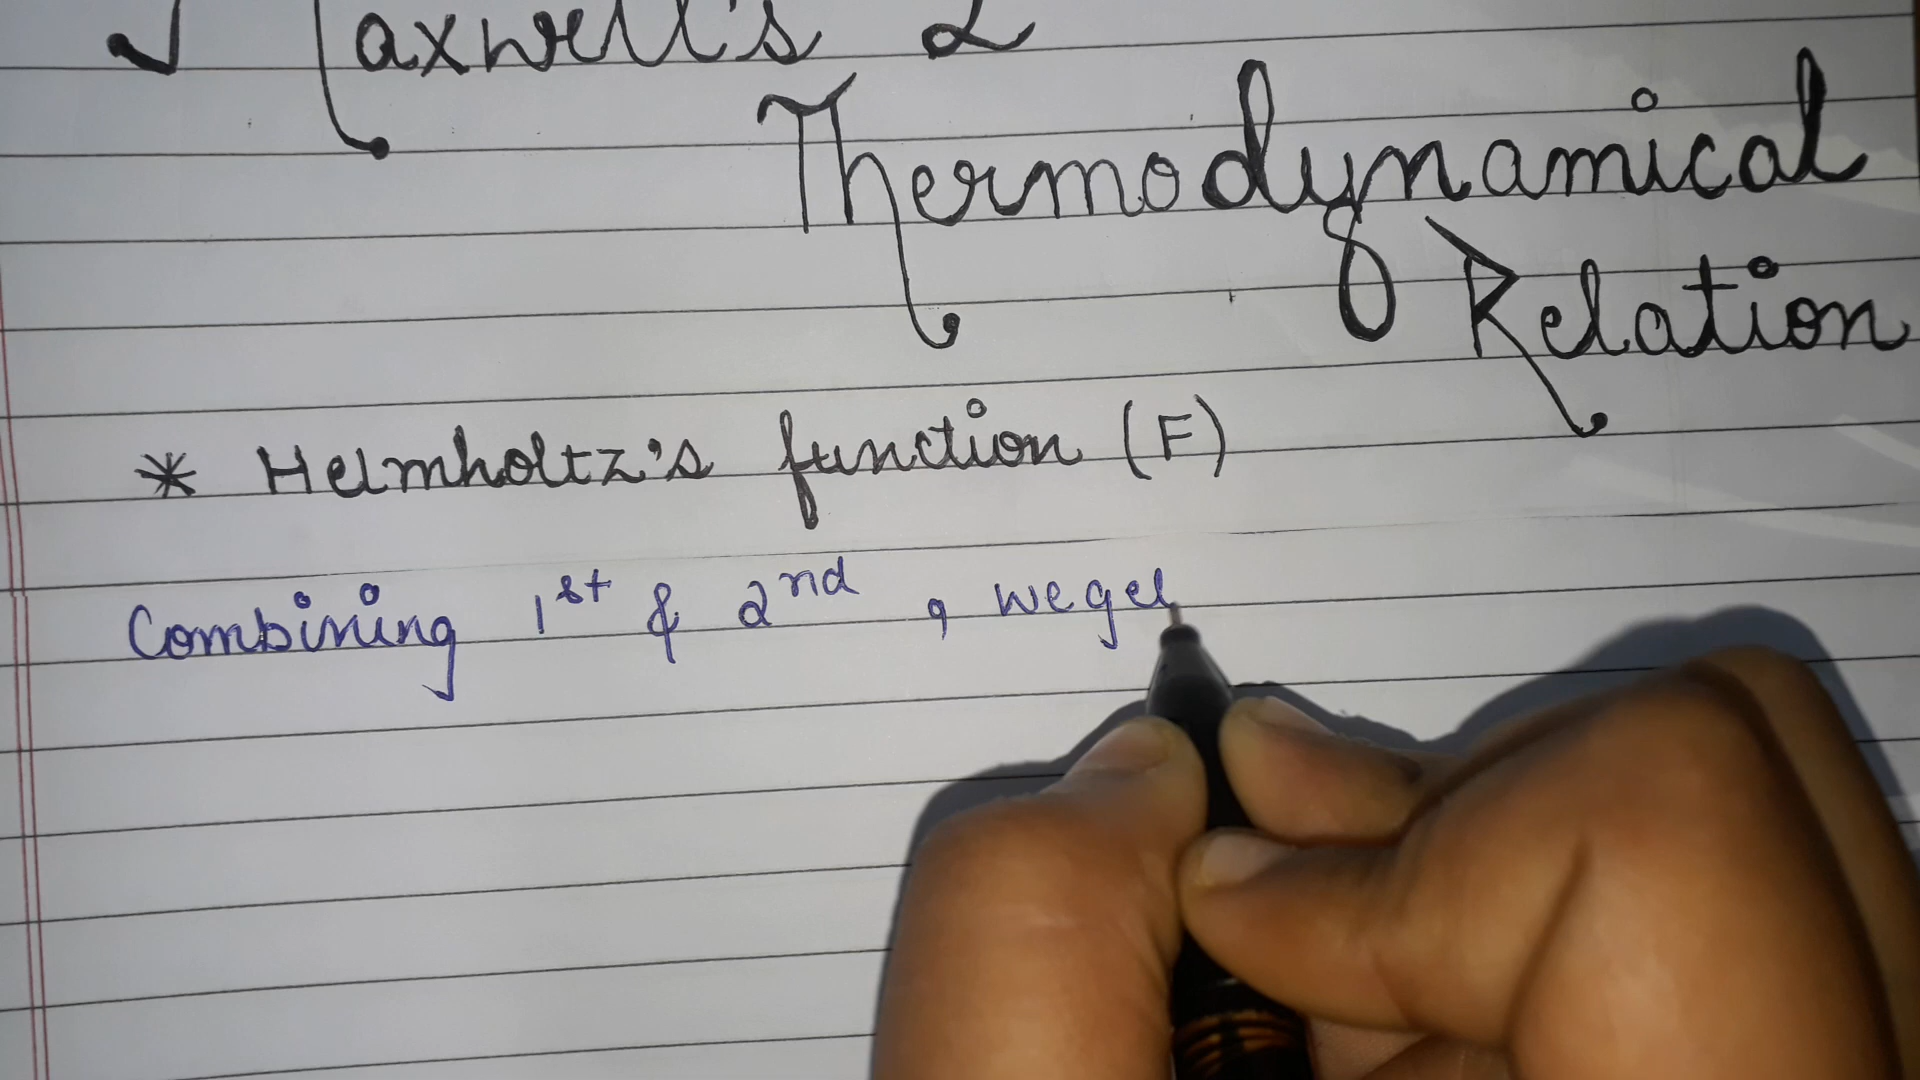 Maxwell's 2
Thermodynamical
Relation
* Helmholtz's function (F)
Combining 1st & 2nd , we get